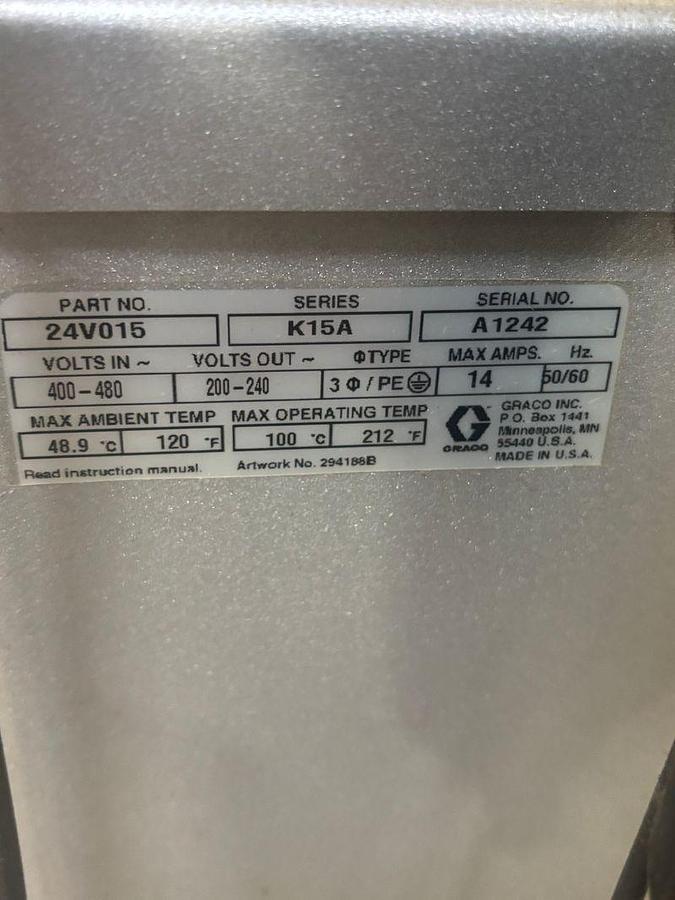 PART NO. SERIES SERIAL NO.
24V015 K15A A1242
VOLTS IN ~ VOLTS OUT ~ ΦTYPE MAX AMPS. Hz.
400-480 200-240 3 Φ / PE 14 50/60
MAX AMBIENT TEMP MAX OPERATING TEMP
48.9 °C 120 °F 100 °C 212 °F
Read instruction manual. Artwork No. 294188B
GRACO
GRACO INC.
P.O. Box 1441
Minneapolis, MN
55440 U.S.A.
MADE IN U.S.A.